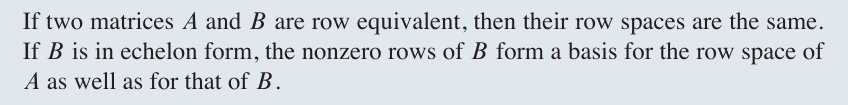 If two matrices A and B are row equivalent, then their row spaces are the same.
If B is in echelon form, the nonzero rows of B form a basis for the row space of
A as well as for that of B.